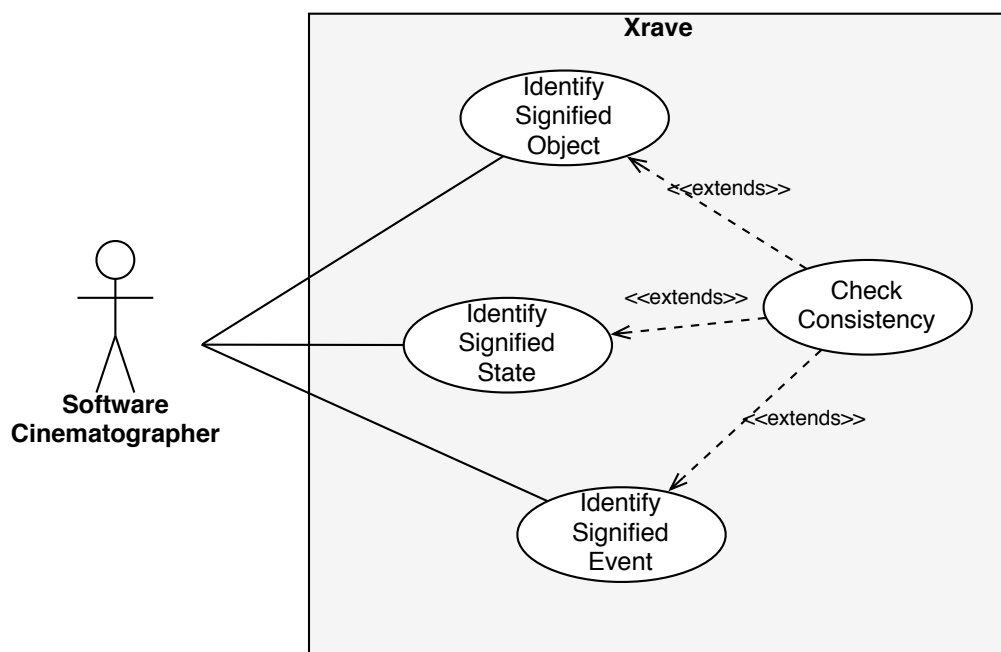 Xrave
Identify
Signified
Object
<<extends>>
Check
Consistency
<<extends>>
Identify
Signified
State
Software
Cinematographer
<<extends>>
Identify
Signified
Event